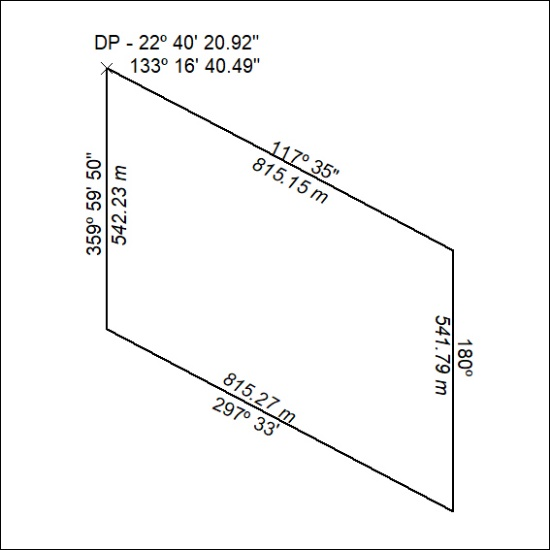 DP - 22º 40' 20.92"
133º 16' 40.49"
117º 35"
815.15 m
359º 59' 50"
542.23 m
180º
541.79 m
815.27 m
297º 33'